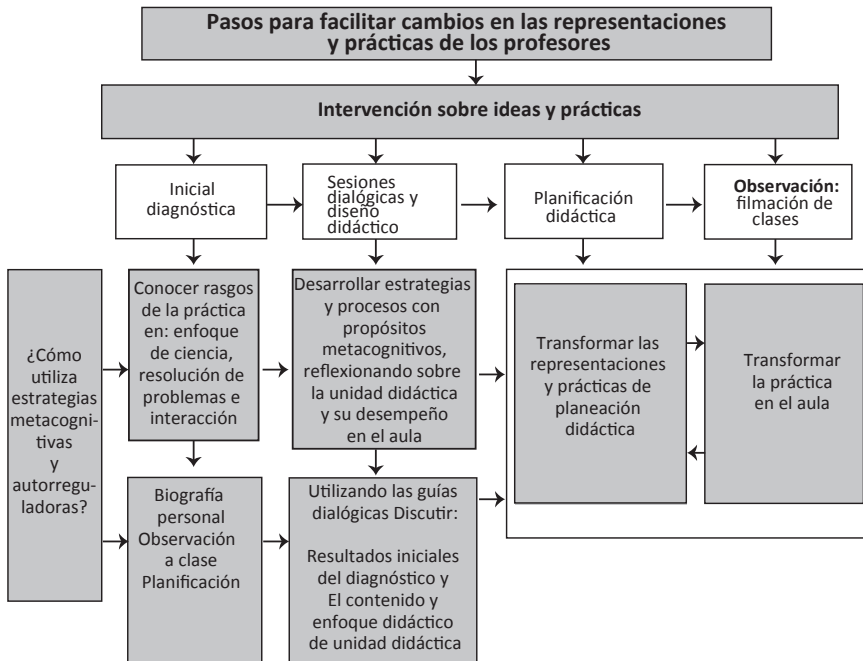 Pasos para facilitar cambios en las representaciones
y prácticas de los profesores
Intervención sobre ideas y prácticas
Inicial
diagnóstica
Sesiones
dialógicas y
diseño
didáctico
Planificación
didáctica
Observación:
filmación de
clases
¿Cómo
utiliza
estrategias
metacogni-
tivas
y
autorregu-
ladoras?
Conocer rasgos
de la práctica
en: enfoque
de ciencia,
resolución de
problemas e
interacción
Desarrollar estrategias
y procesos con
propósitos
metacognitivos,
reflexionando sobre
la unidad didáctica
y su desempeño
en el aula
Transformar las
representaciones
y prácticas de
planeación
didáctica
Transformar
la práctica
en el aula
Biografía
personal
Observación
a clase
Planificación
Utilizando las guías
dialógicas Discutir:
Resultados iniciales
del diagnóstico y
El contenido y
enfoque didáctico
de unidad didáctica